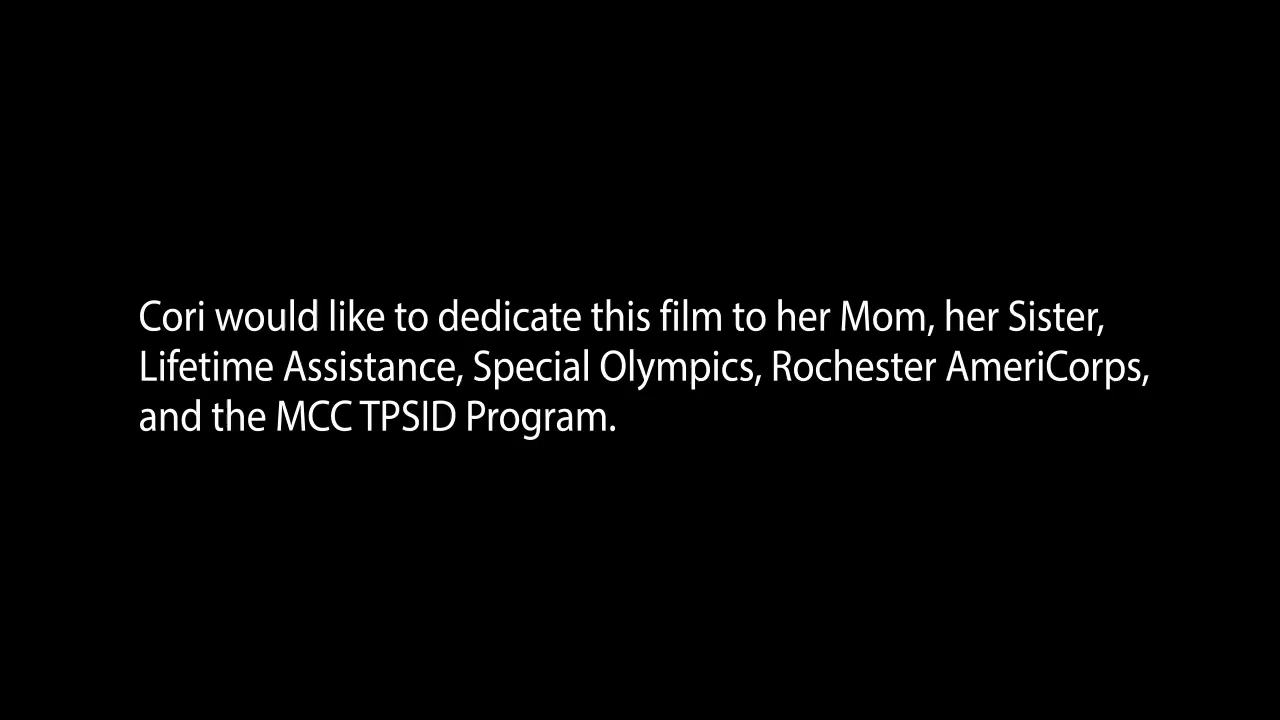 Cori would like to dedicate this film to her Mom, her Sister,
Lifetime Assistance, Special Olympics, Rochester AmeriCorps,
and the MCC TPSID Program.